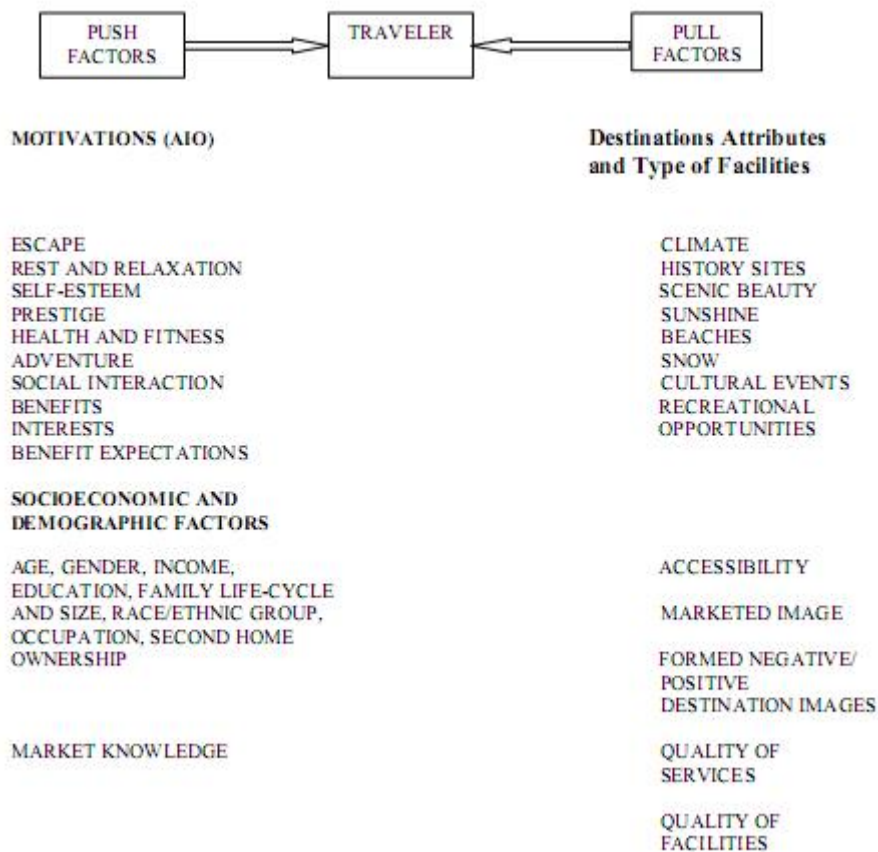 PUSH
FACTORS
TRAVELER
PULL
FACTORS
MOTIVATIONS (AIO)
ESCAPE
REST AND RELAXATION
SELF-ESTEEM
PRESTIGE
HEALTH AND FITNESS
ADVENTURE
SOCIAL INTERACTION
BENEFITS
INTERESTS
BENEFIT EXPECTATIONS
SOCIOECONOMIC AND
DEMOGRAPHIC FACTORS
AGE, GENDER, INCOME,
EDUCATION, FAMILY LIFE-CYCLE
AND SIZE, RACE/ETHNIC GROUP,
OCCUPATION, SECOND HOME
OWNERSHIP
MARKET KNOWLEDGE
Destinations Attributes
and Type of Facilities
CLIMATE
HISTORY SITES
SCENIC BEAUTY
SUNSHINE
BEACHES
SNOW
CULTURAL EVENTS
RECREATIONAL
OPPORTUNITIES
ACCESSIBILITY
MARKETED IMAGE
FORMED NEGATIVE/
POSITIVE
DESTINATION IMAGES
QUALITY OF
SERVICES
QUALITY OF
FACILITIES